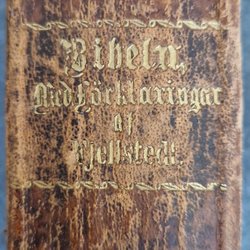 Bibeln,
Med Förklaringar
af
Fjellstedt.